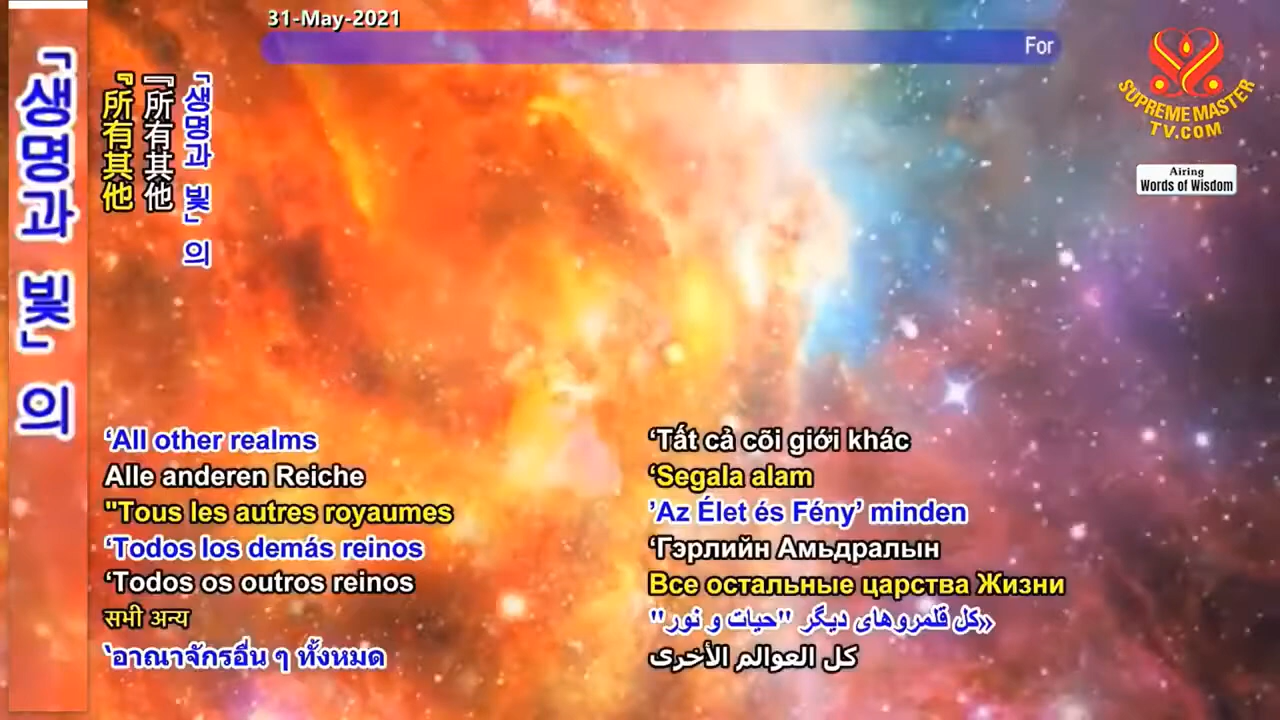 31-May-2021
For
SUPREME MASTER
TV.COM
Airing
Words of Wisdom
「생명과 빛」의
『所有其他
『所有其他
「생명과 빛」의
‘All other realms
Alle anderen Reiche
"Tous les autres royaumes
‘Todos los demás reinos
‘Todos os outros reinos
सभी अन्य
‘อาณาจักรอื่น ๆ ทั้งหมด
‘Tất cả cõi giới khác
‘Segala alam
’Az Élet és Fény’ minden
‘Гэрлийн Амьдралын
Все остальные царства Жизни
«کل قلمروهای دیگر "حیات و نور"
كل العوالم الأخرى